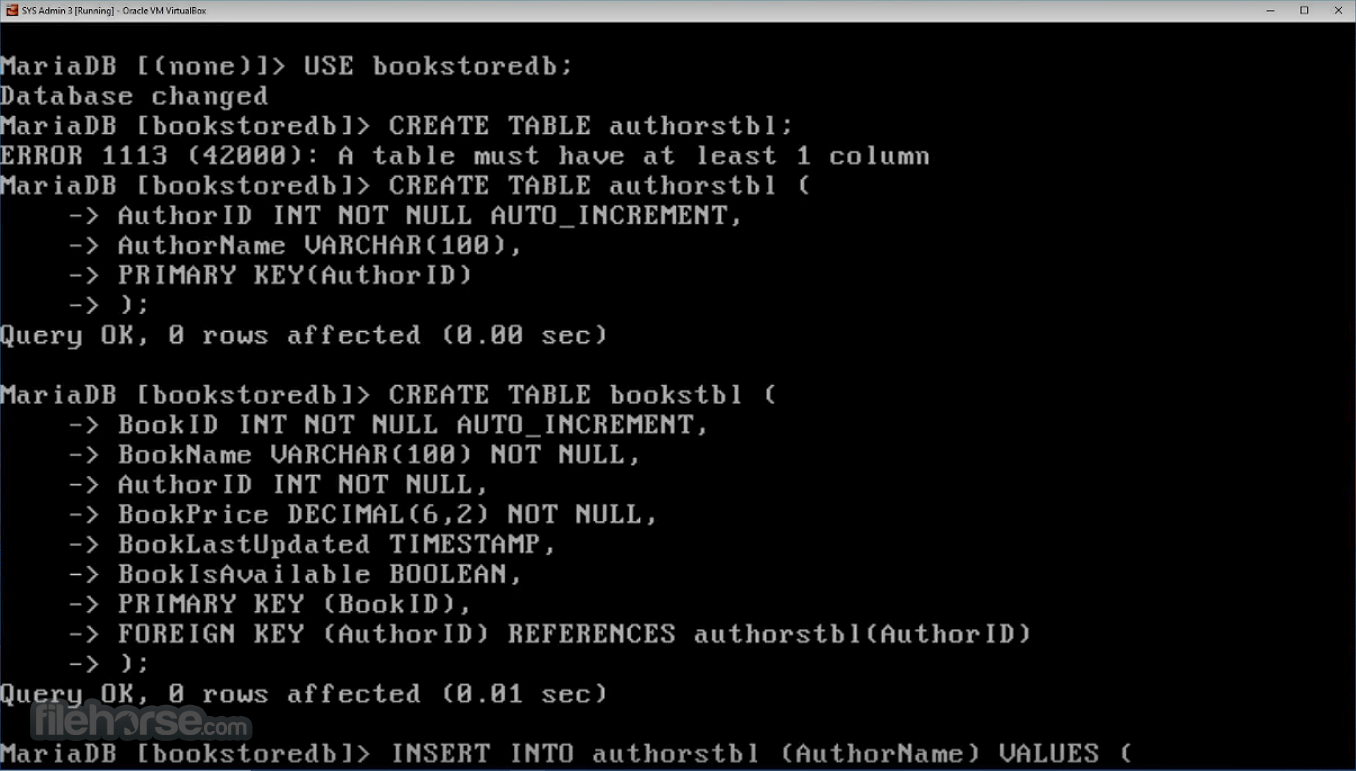 SYS Admin 3 [Running] - Oracle VM VirtualBox
MariaDB [(none)]> USE bookstoredb;
Database changed
MariaDB [bookstoredb]> CREATE TABLE authorstbl;
ERROR 1113 (42000): A table must have at least 1 column
MariaDB [bookstoredb]> CREATE TABLE authorstbl (
    -> AuthorID INT NOT NULL AUTO_INCREMENT,
    -> AuthorName VARCHAR(100),
    -> PRIMARY KEY(AuthorID)
    -> );
Query OK, 0 rows affected (0.00 sec)
MariaDB [bookstoredb]> CREATE TABLE bookstbl (
    -> BookID INT NOT NULL AUTO_INCREMENT,
    -> BookName VARCHAR(100) NOT NULL,
    -> AuthorID INT NOT NULL,
    -> BookPrice DECIMAL(6,2) NOT NULL,
    -> BookLastUpdated TIMESTAMP,
    -> BookIsAvailable BOOLEAN,
    -> PRIMARY KEY (BookID),
    -> FOREIGN KEY (AuthorID) REFERENCES authorstbl(AuthorID)
    -> );
Query OK, 0 rows affected (0.01 sec)
filehorse.com
MariaDB [bookstoredb]> INSERT INTO authorstbl (AuthorName) VALUES (